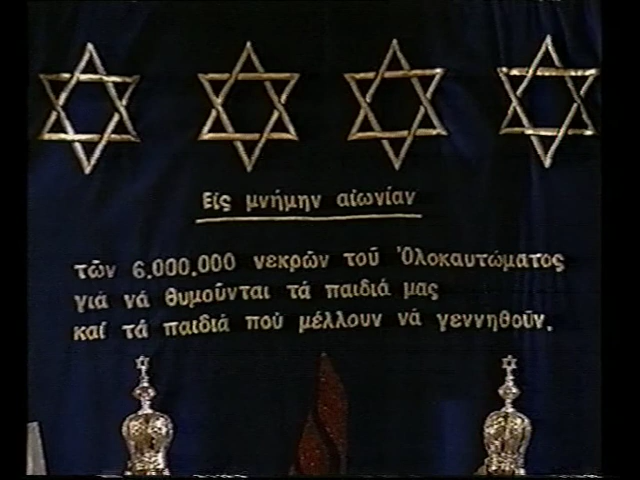 Εἰς μνήμην αἰωνίαν
τῶν 6.000.000 νεκρῶν τοῦ Ὁλοκαυτώματος
γιά νά θυμοῦνται τά παιδιά μας
καί τά παιδιά πού μέλλουν νά γεννηθοῦν.